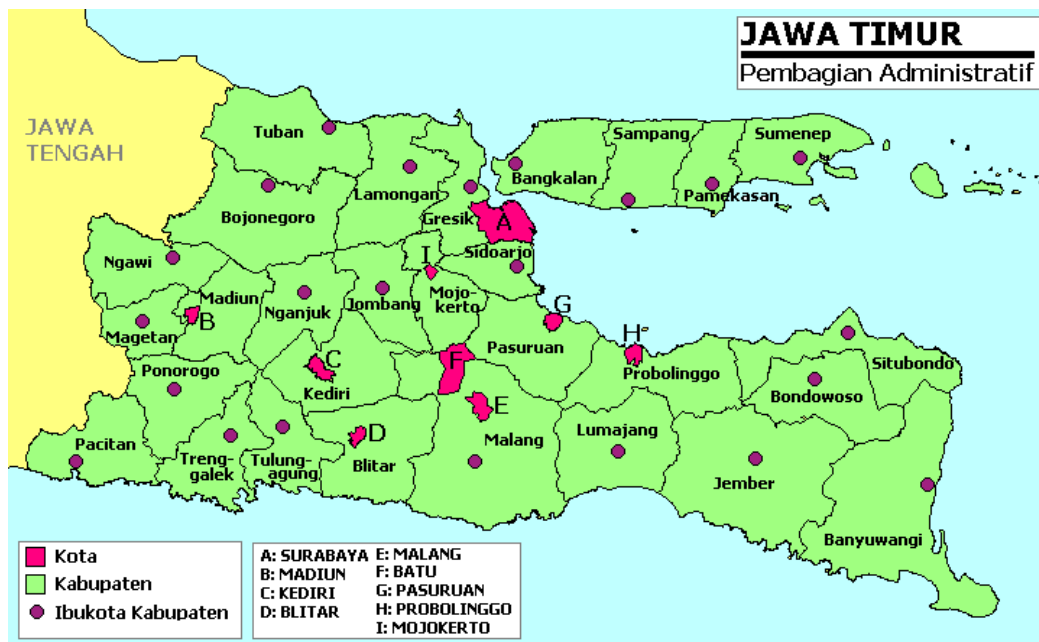 JAWA TIMUR
Pembagian Administratif
JAWA
TENGAH
Tuban
Sampang
Sumenep
Lamongan
Bangkalan
Pamekasan
Bojonegoro
Gresik
A
Sidoarjo
Ngawi
I
Madiun
Mojo-
kerto
Nganjuk
Jombang
G
B
Magetan
H
Pasuruan
Ponorogo
C
F
Probolinggo
Situbondo
Kediri
Bondowoso
E
D
Pacitan
Malang
Lumajang
Treng-
galek
Tulung-
agung
Blitar
Jember
Banyuwangi
Kota
Kabupaten
Ibukota Kabupaten
A: SURABAYA
B: MADIUN
C: KEDIRI
D: BLITAR
E: MALANG
F: BATU
G: PASURUAN
H: PROBOLINGGO
I: MOJOKERTO